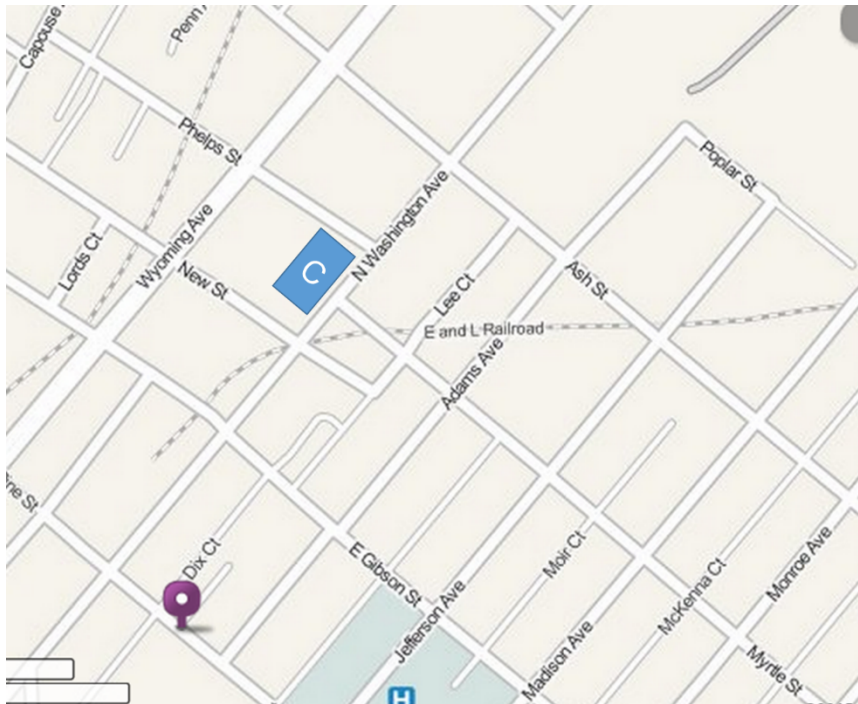 Capouse
Penn
Phelps St
Poplar St
N Washington Ave
Wyoming Ave
Lords Ct
New St
C
Lee Ct
Ash St
E and L Railroad
Adams Ave
ine St
Dix Ct
E Gibson St
Moir Ct
Jefferson Ave
McKenna Ct
Monroe Ave
Madison Ave
Myrtle St
H